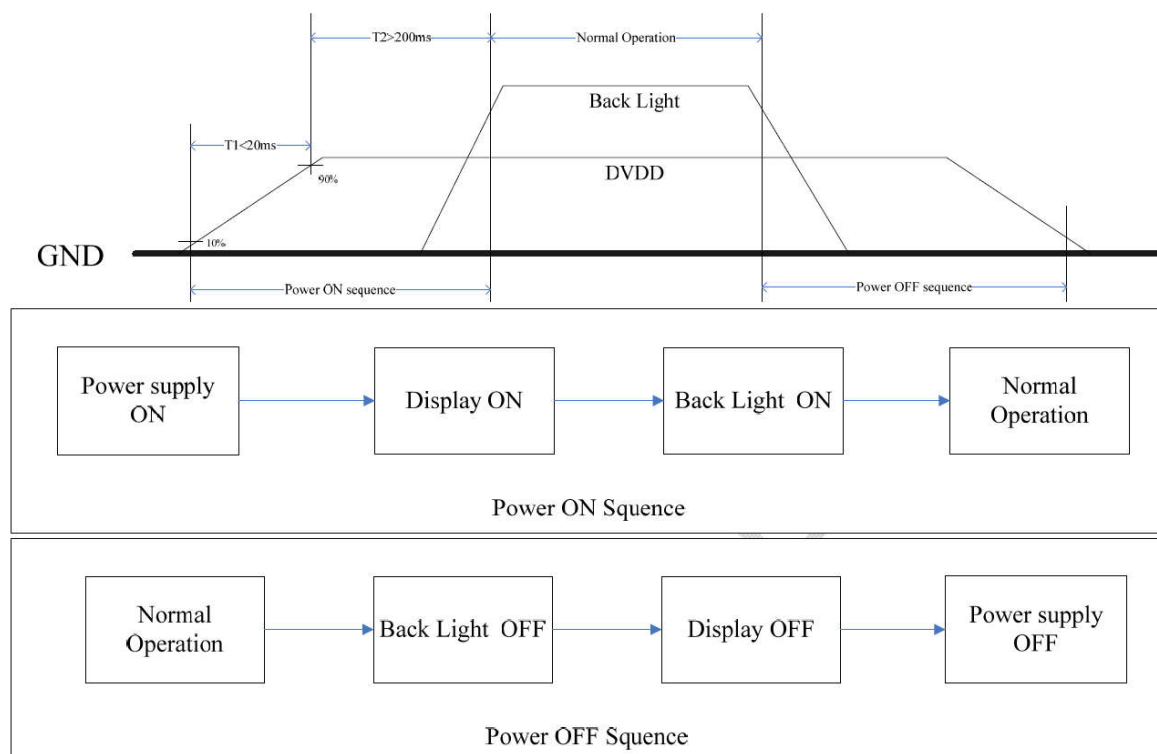 T2>200ms
Normal Operation
Back Light
T1<20ms
DVDD
90%
10%
GND
Power ON sequence
Power OFF sequence
Power supply
ON
Display ON
Back Light ON
Normal
Operation
Power ON Squence
Normal
Operation
Back Light OFF
Display OFF
Power supply
OFF
Power OFF Squence